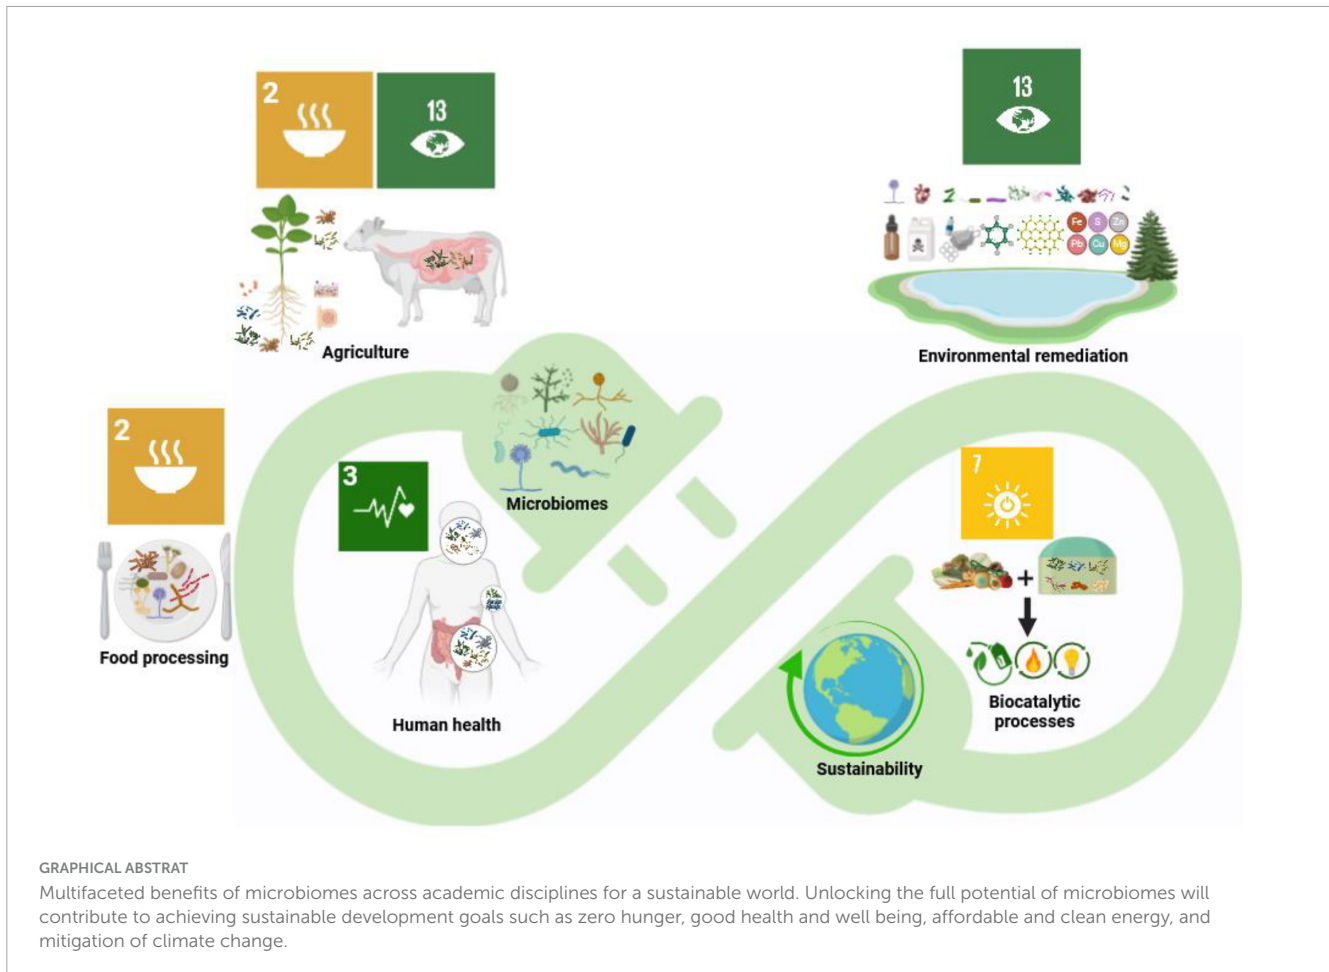 2
13
13
Fe
S
Zn
Pb
Cu
Mg
Agriculture
Environmental remediation
2
3
7
Microbiomes
+
Food processing
Human health
Biocatalytic
processes
Sustainability
GRAPHICAL ABSTRAT
Multifaceted benefits of microbiomes across academic disciplines for a sustainable world. Unlocking the full potential of microbiomes will
contribute to achieving sustainable development goals such as zero hunger, good health and well being, affordable and clean energy, and
mitigation of climate change.